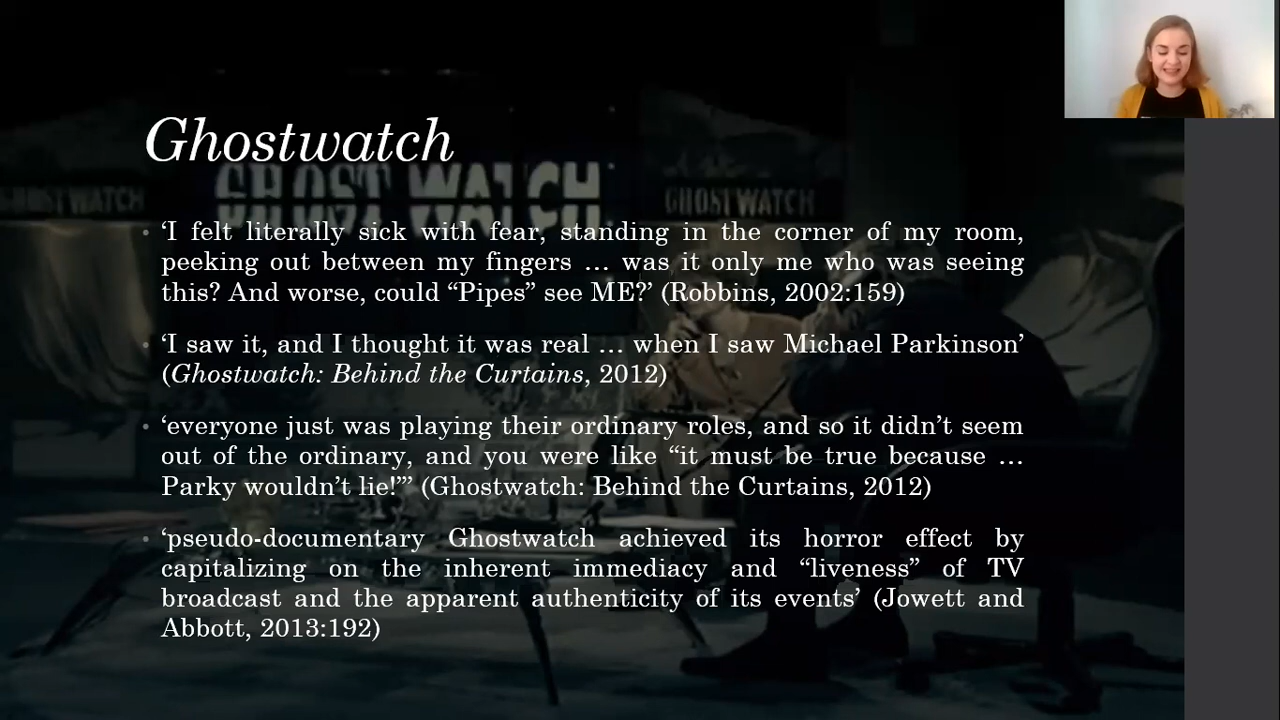 Ghostwatch
GHOST WATCH
GHOST WATCH
GHOST WATCH
‘I felt literally sick with fear, standing in the corner of my room,
peeking out between my fingers … was it only me who was seeing
this? And worse, could “Pipes” see ME?’ (Robbins, 2002:159)
‘I saw it, and I thought it was real … when I saw Michael Parkinson’
(Ghostwatch: Behind the Curtains, 2012)
‘everyone just was playing their ordinary roles, and so it didn’t seem
out of the ordinary, and you were like “it must be true because …
Parky wouldn’t lie!”’ (Ghostwatch: Behind the Curtains, 2012)
‘pseudo-documentary Ghostwatch achieved its horror effect by
capitalizing on the inherent immediacy and “liveness” of TV
broadcast and the apparent authenticity of its events’ (Jowett and
Abbott, 2013:192)